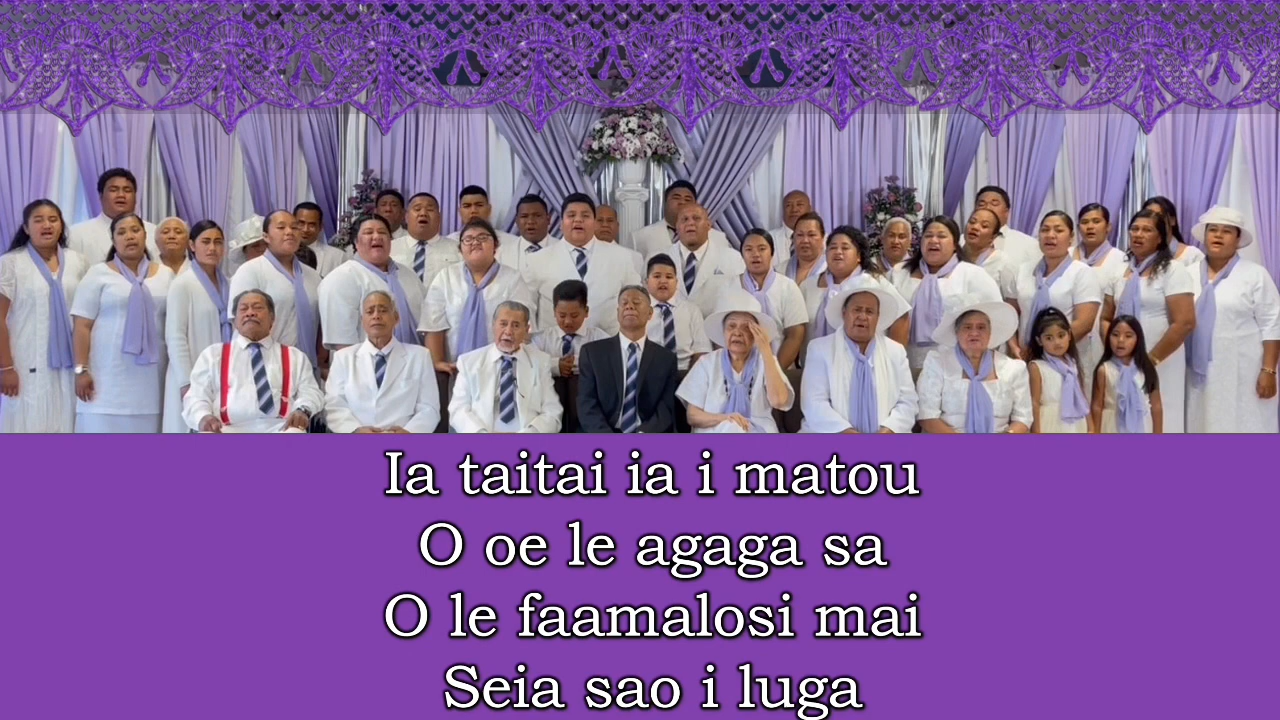 Ia taitai ia i matou
O oe le agaga sa
O le faamalosi mai
Seia sao i luga